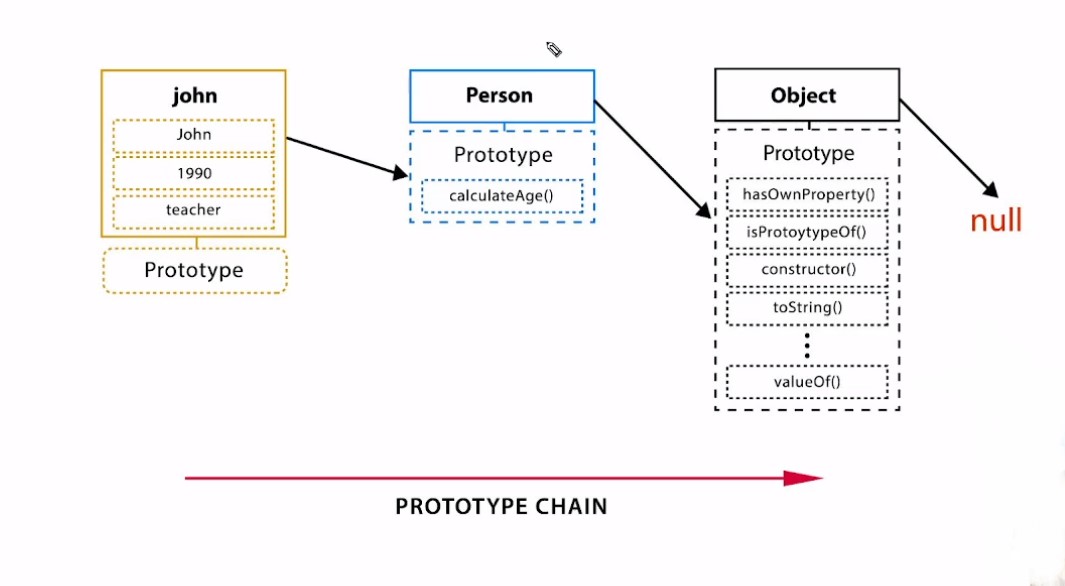 john
John
1990
teacher
Prototype
Person
Prototype
calculateAge()
Object
Prototype
hasOwnProperty()
isProtoytypeOf()
constructor()
toString()
valueOf()
null
PROTOTYPE CHAIN